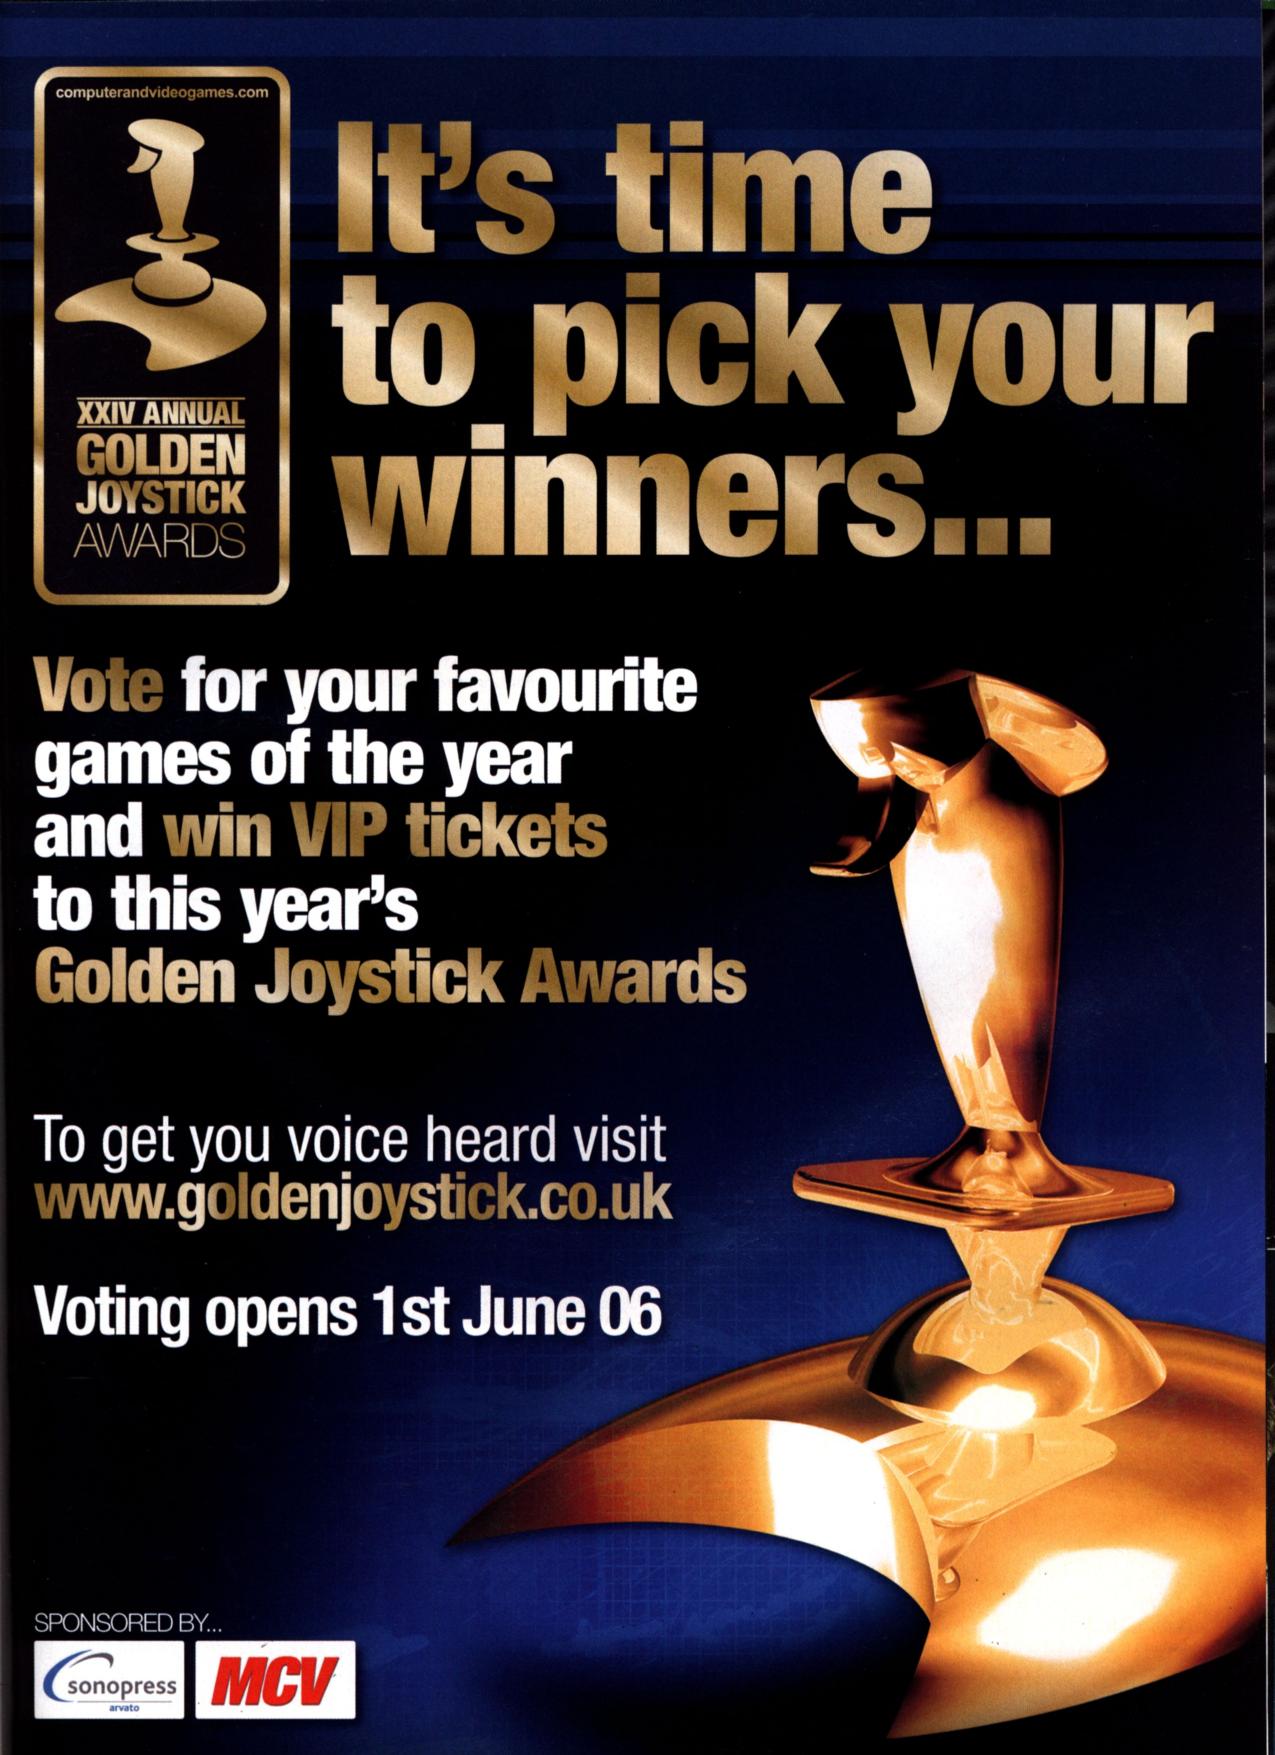 computerandvideogames.com
XXIV ANNUAL
GOLDEN
JOYSTICK
AWARDS
It's time
to pick your
winners...
Vote for your favourite
games of the year
and win VIP tickets
to this year's
Golden Joystick Awards
To get you voice heard visit
www.goldenjoystick.co.uk
Voting opens 1st June 06
SPONSORED BY...
sonopress
arvato
MCV